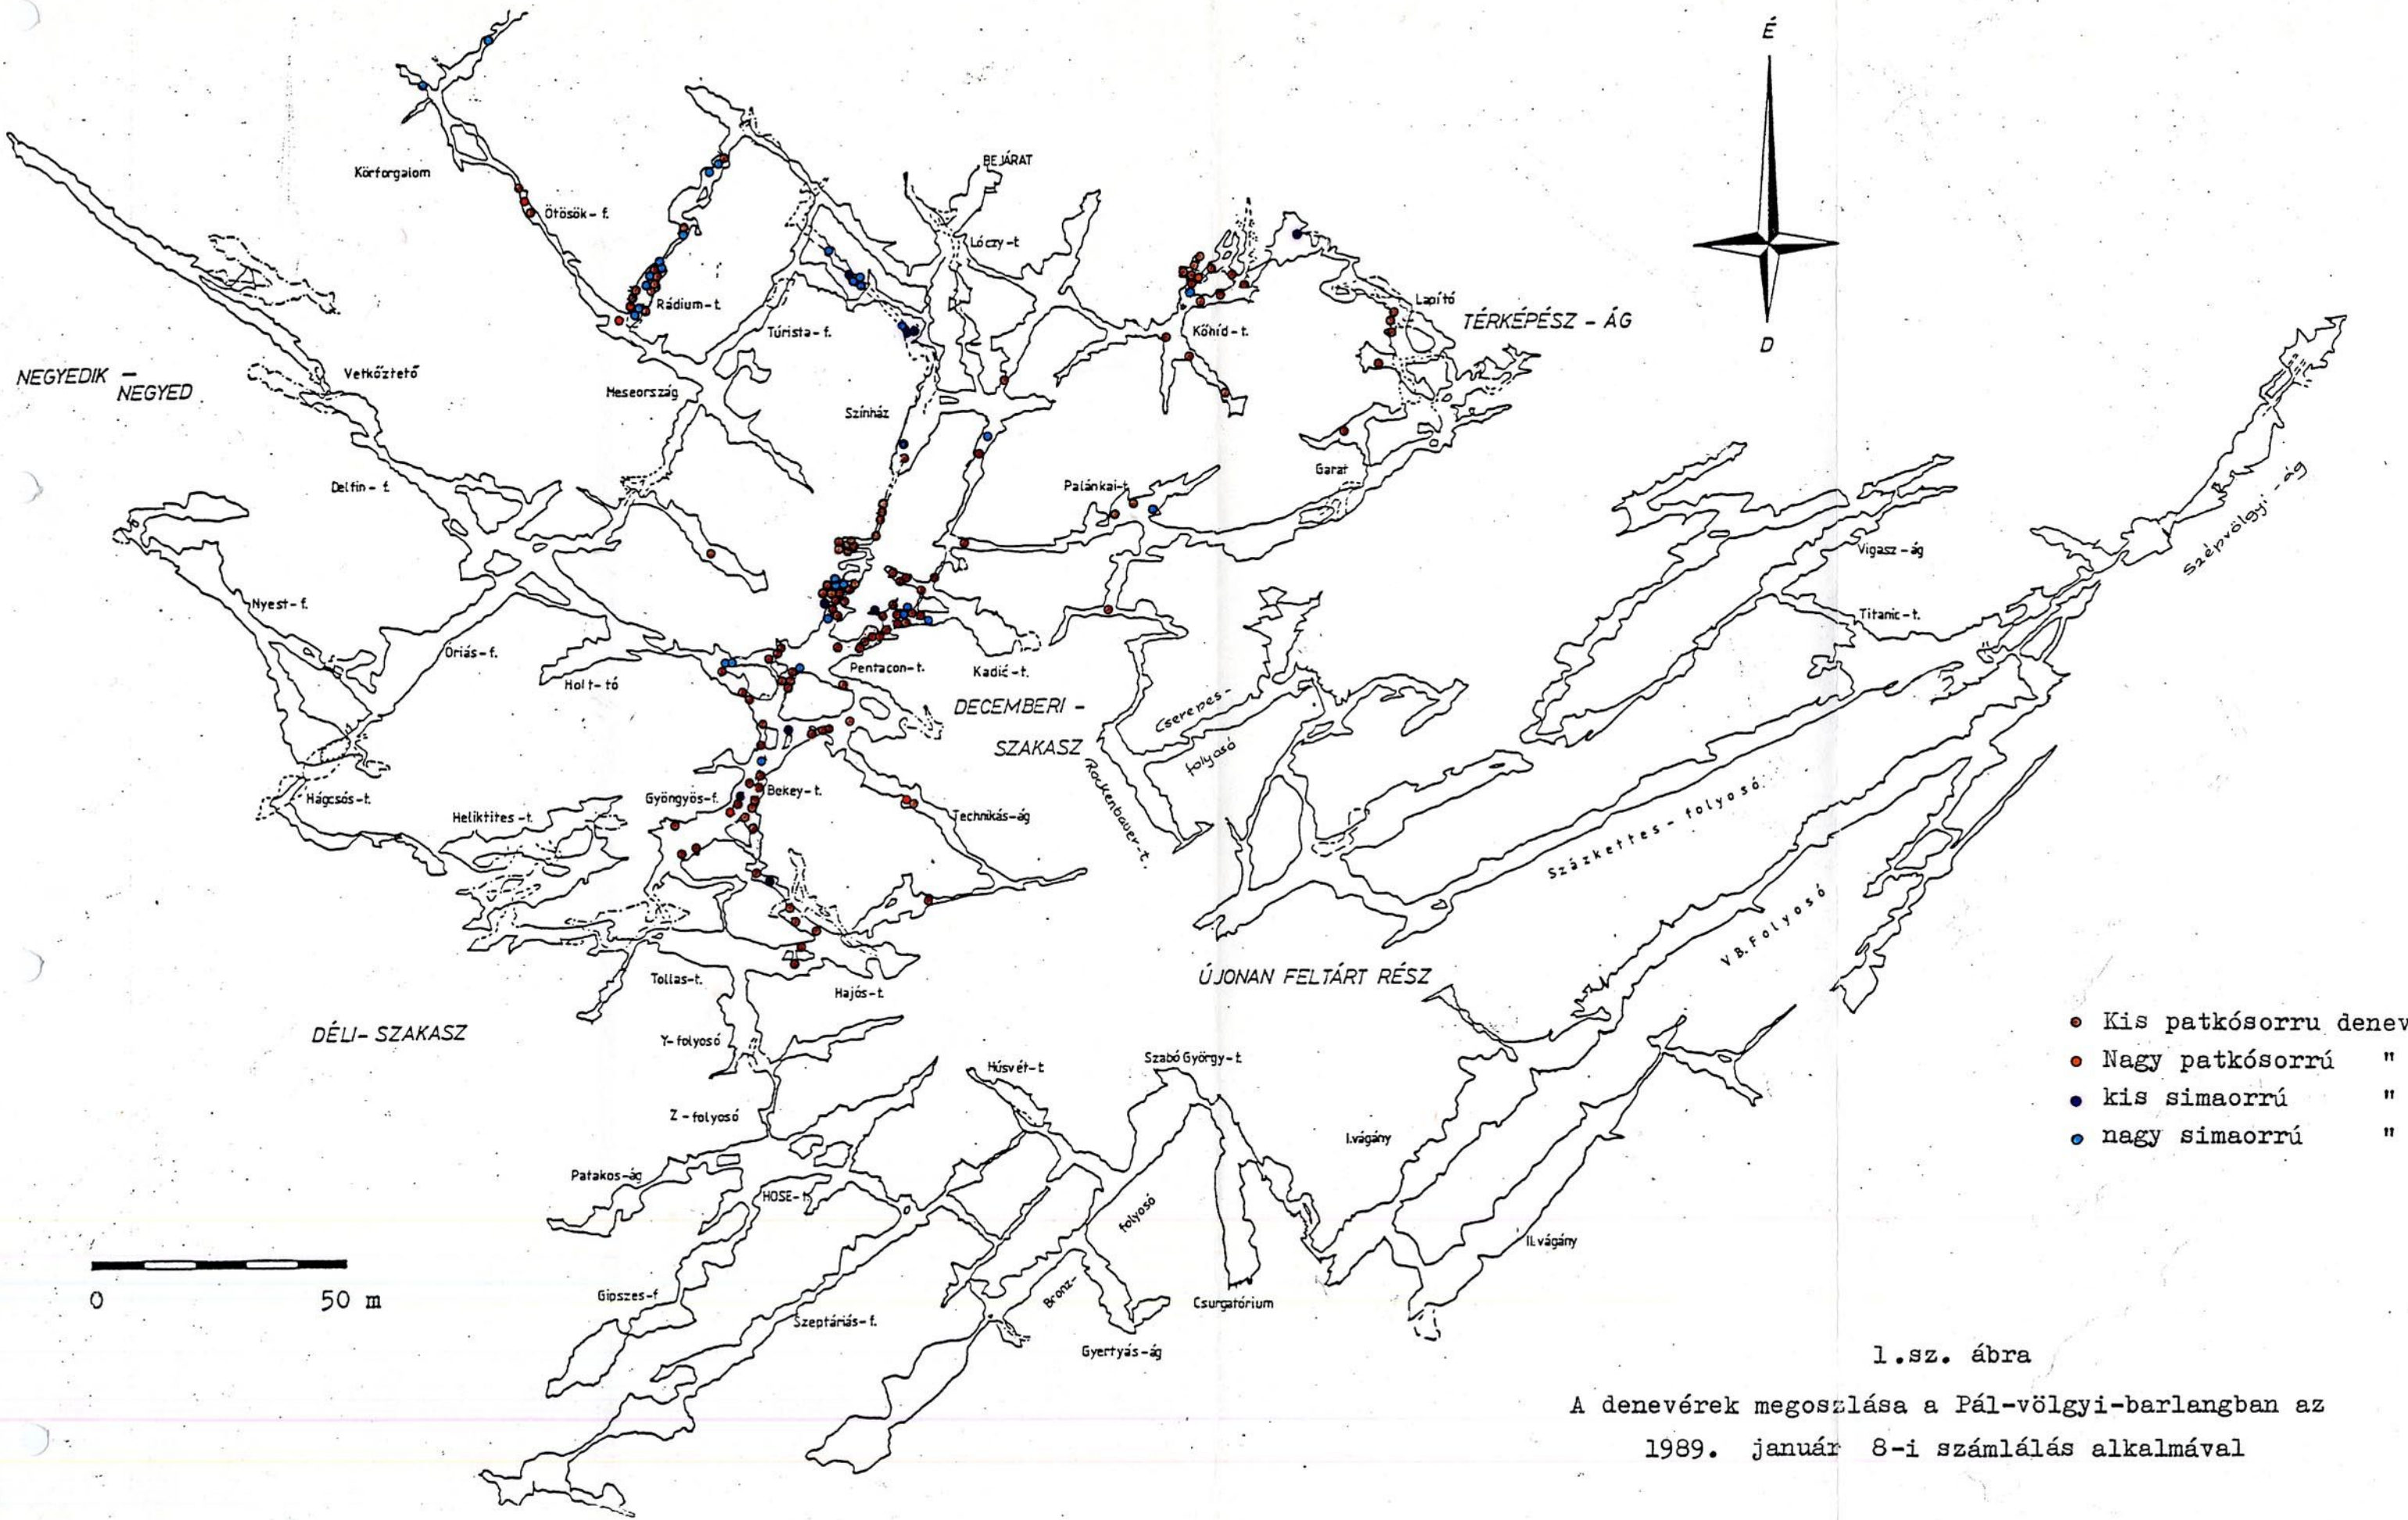 É
BEJÁRAT
Körforgalom
Ötösök - f.
Lóczy-t
Rádium-t.
Lapító
TÉRKÉPÉSZ - ÁG
Túrista-f.
Kőhíd-t.
D
NEGYEDIK -
NEGYED
Vetkőztető
Meseország
Színház
Garat
Delfin - t.
Palánkai-t.
Szépvölgyi - ág
Vigasz-ág
Nyest-f.
Titanic-t.
Óriás-f.
Pentacon-t.
Kadić-t.
Holt-tó
DECEMBERI -
SZAKASZ
Cserepes-
folyosó
Rockenbauer-t.
Hágcsós-t.
Gyöngyös-f.
Bekey-t.
Heliktites-t.
Technikás-ág
Százkettes - folyosó
V B. Folyosó
Tollas-t.
Hajós-t.
ÚJONAN FELTÁRT RÉSZ
DÉLI- SZAKASZ
Y-folyosó
Kis patkósorru denev
Nagy patkósorrú "
kis simaorrú "
nagy simaorrú "
Húsvét-t
Szabó György-t
Z-folyosó
I.vágány
Patakos-ág
HOSE-t.
folyosó
II.vágány
0 50 m
Gipszes-f
Bronz-
Csurgatórium
Szeptáriás-f.
Gyertyás-ág
1.sz. ábra
A denevérek megoszlása a Pál-völgyi-barlangban az
1989. január 8-i számlálás alkalmával